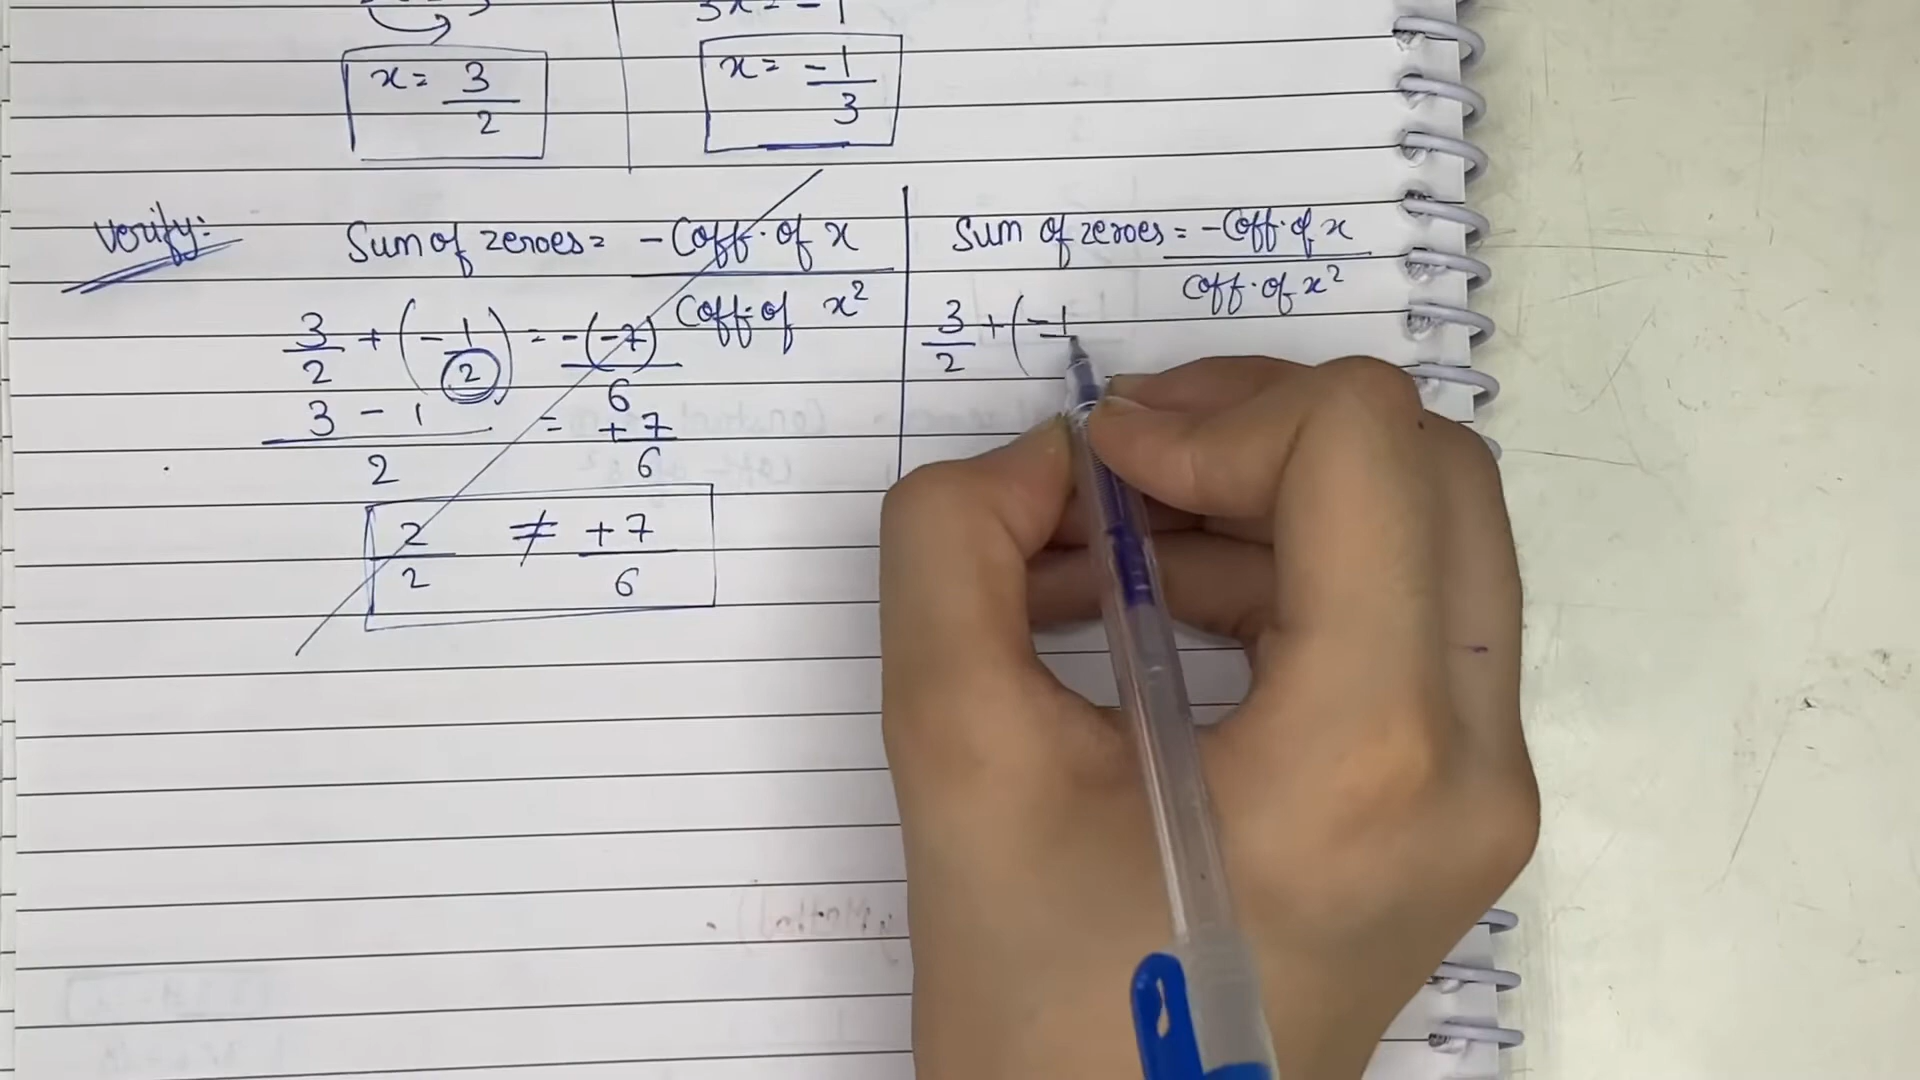 3x = -1
x = 3/2
x = -1/3
Verify:
Sum of zeroes = -Coff. of x / Coff. of x²
3/2 + (-1/2) = -(-7)/6
3 - 1 / 2 = +7/6
2/2 ≠ +7/6
Sum of zeroes = -Coff. of x / Coff. of x²
3/2 + (-1